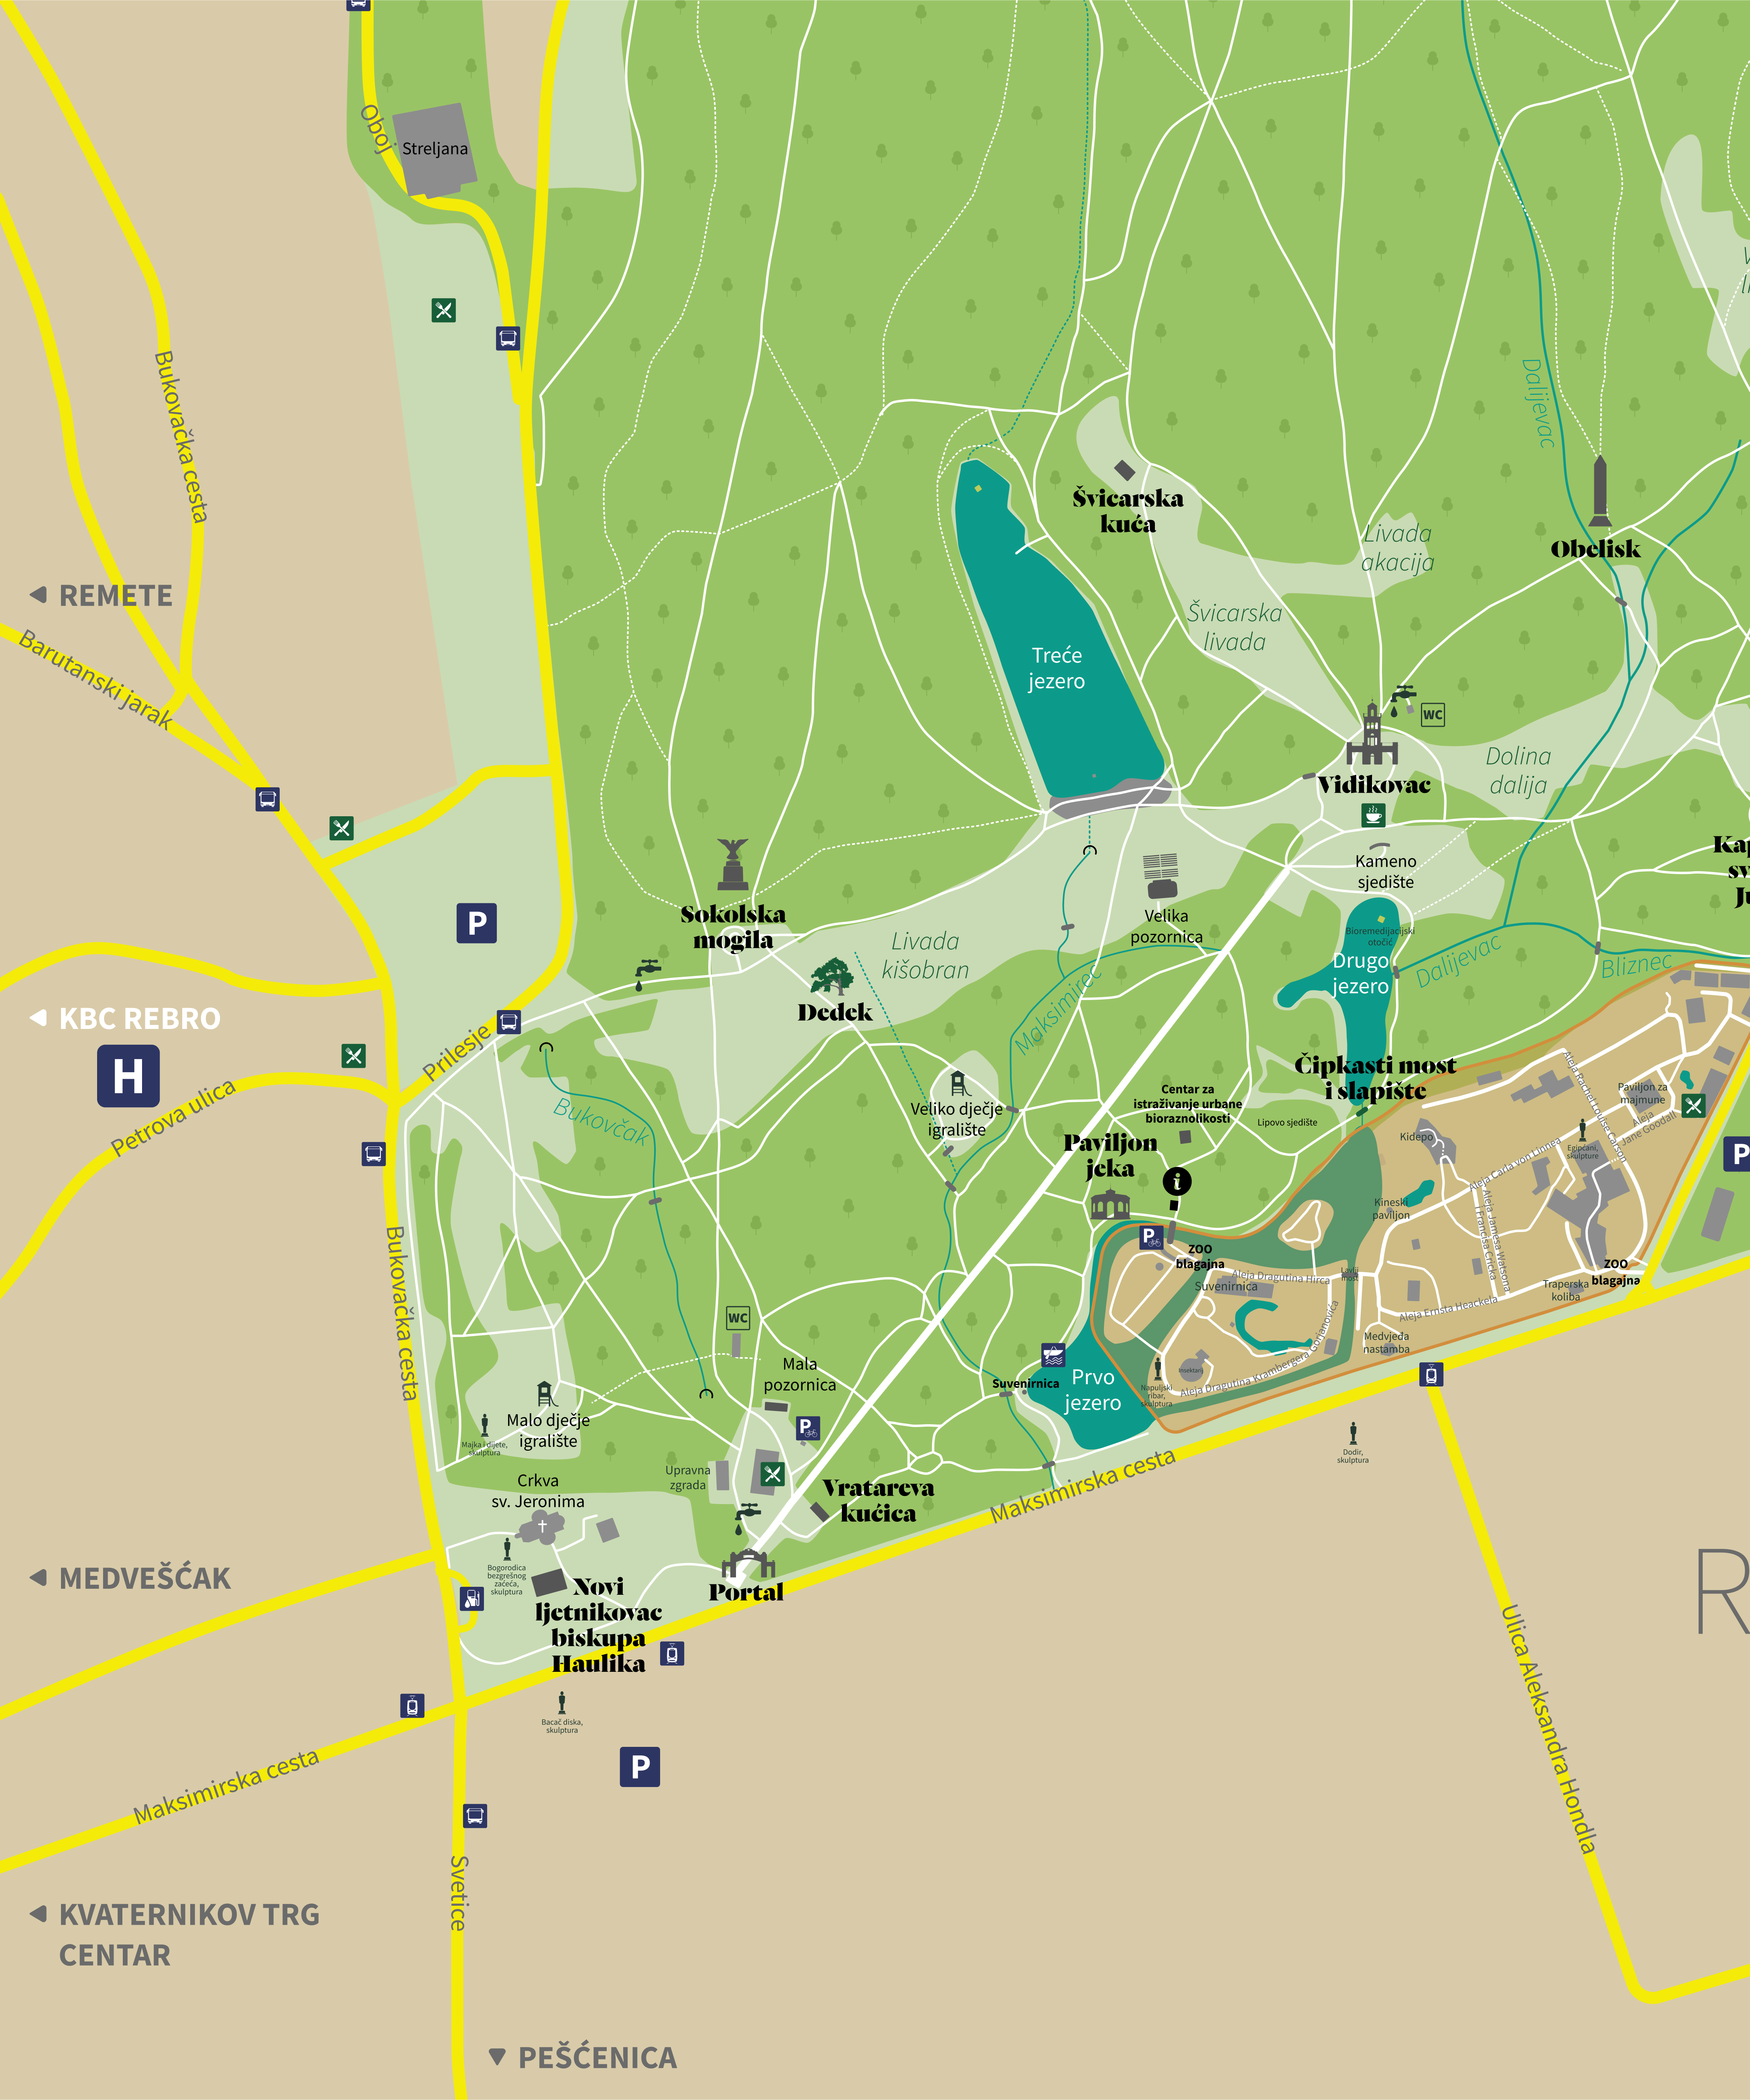 Oboj
Streljana
Bukovačka cesta
Dalijevac
Švicarska
kuća
Livada
akacija
Obelisk
REMETE
Švicarska
livada
Barutanski jarak
Treće
jezero
WC
Vidikovac
Dolina
dalija
Kameno
sjedište
Sokolska
mogila
P
Livada
kišobran
Velika
pozornica
Bioremedijacijski
otočić
Drugo
jezero
Dalijevac
Bliznec
Dedek
KBC REBRO
H
Prilesje
Petrova ulica
Maksimirec
Bukovčak
Veliko dječje
igralište
Centar za
istraživanje urbane
bioraznolikosti
Čipkasti most
i slapište
Lipovo sjedište
Paviljon
jeka
i
Aleja Rachel Louise Carson
Paviljon za
majmune
Aleja
Jane Goodall
Kidepo
Egipćani,
skulpture
P
Aleja Carla von Linnea
Kineski
paviljon
Aleja Jamesa Watsona
i Francisa Cricka
P
ZOO
blagajna
Aleja Dragutina Hirca
Suvenirnica
Lavlji
most
ZOO
blagajna
Traperska
koliba
Aleja Ernsta Heackela
Medvjeđa
nastamba
Aleja Dragutina Krambergera Gorjanovića
Insektarij
Napuljski
ribar,
skulptura
Bukovačka cesta
WC
Mala
pozornica
Suvenirnica
Prvo
jezero
P
Malo dječje
igralište
Majka i dijete,
skulptura
Upravna
zgrada
Crkva
sv. Jeronima
Vratareva
kućica
Dodir,
skulptura
Maksimirska cesta
MEDVEŠĆAK
Bogorodica
bezgrešnog
začeća,
skulptura
Novi
ljetnikovac
biskupa
Haulika
Portal
R
Bacač diska,
skulptura
P
Maksimirska cesta
Ulica Aleksandra Hondla
Svetice
KVATERNIKOV TRG
CENTAR
PEŠĆENICA